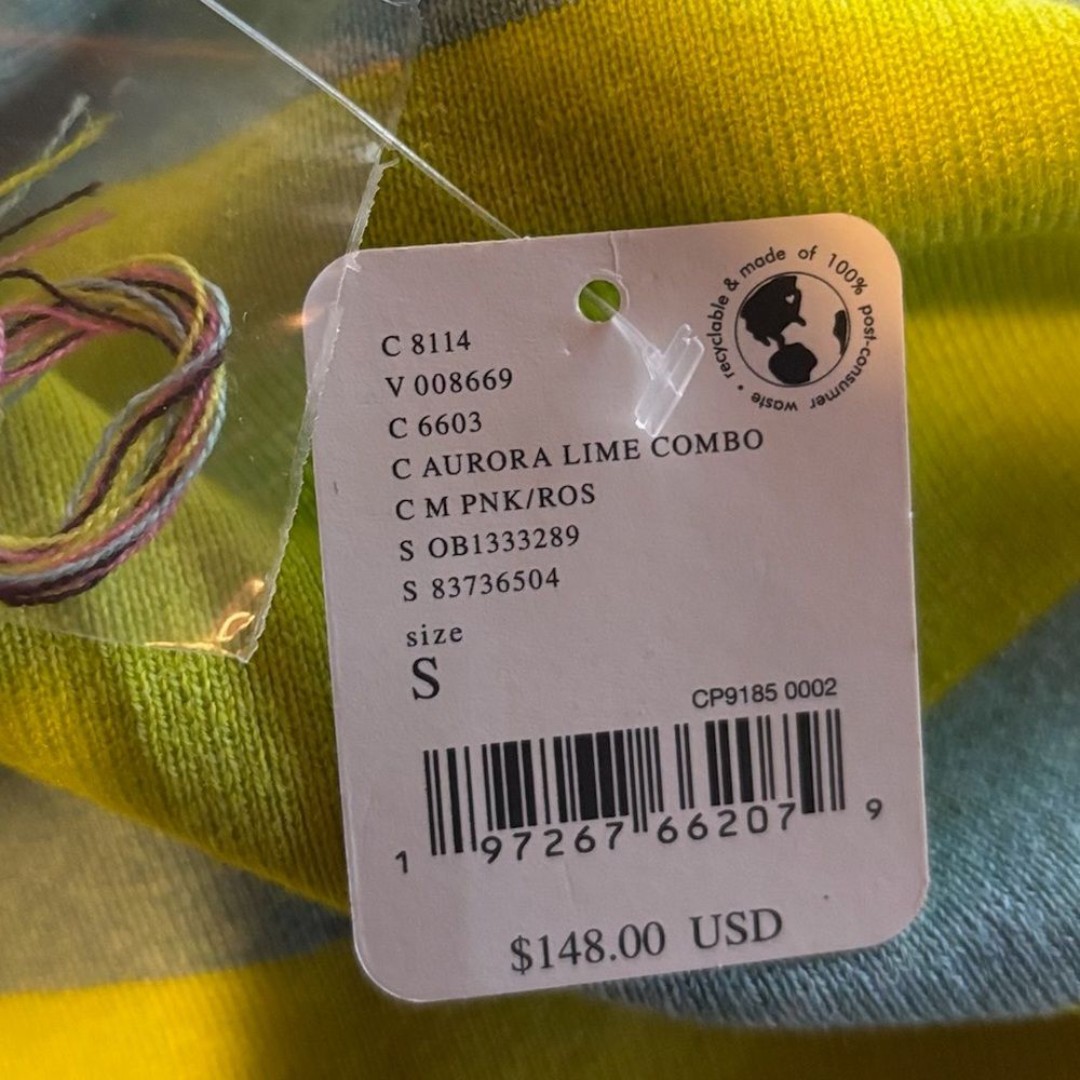 recyclable & made of 100% post-consumer waste •
C 8114
V 008669
C 6603
C AURORA LIME COMBO
C M PNK/ROS
S OB1333289
S 83736504
size
S
CP9185 0002
1 97267 66207 9
$148.00 USD